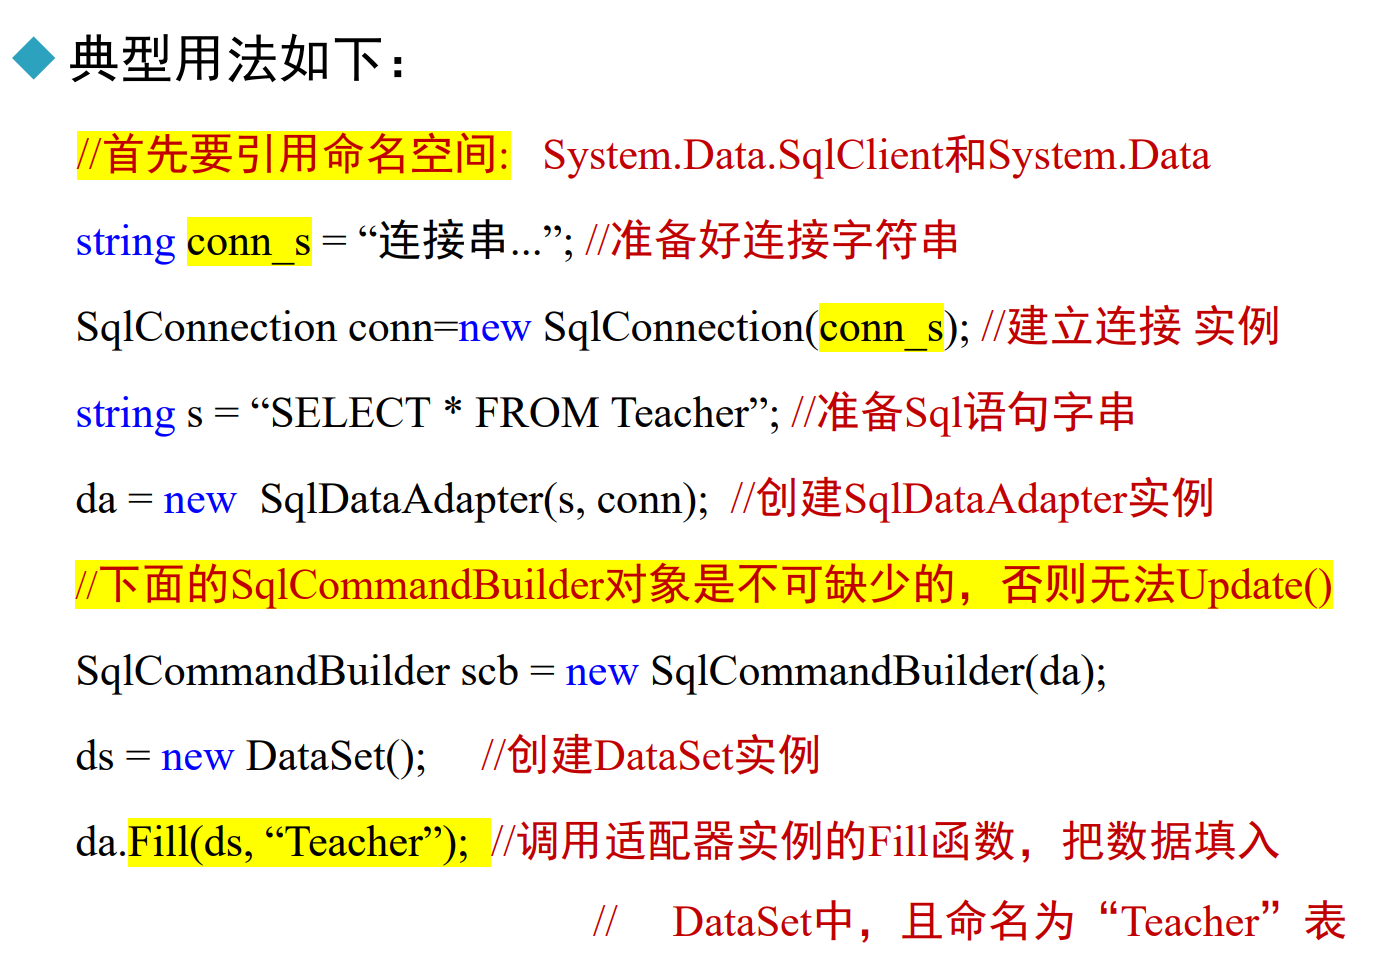 典型用法如下：
//首先要引用命名空间: System.Data.SqlClient和System.Data
string conn_s = “连接串...”; //准备好连接字符串
SqlConnection conn=new SqlConnection(conn_s); //建立连接 实例
string s = “SELECT * FROM Teacher”; //准备Sql语句字串
da = new SqlDataAdapter(s, conn); //创建SqlDataAdapter实例
//下面的SqlCommandBuilder对象是不可缺少的，否则无法Update()
SqlCommandBuilder scb = new SqlCommandBuilder(da);
ds = new DataSet(); //创建DataSet实例
da.Fill(ds, “Teacher”); //调用适配器实例的Fill函数，把数据填入
// DataSet中，且命名为“Teacher”表